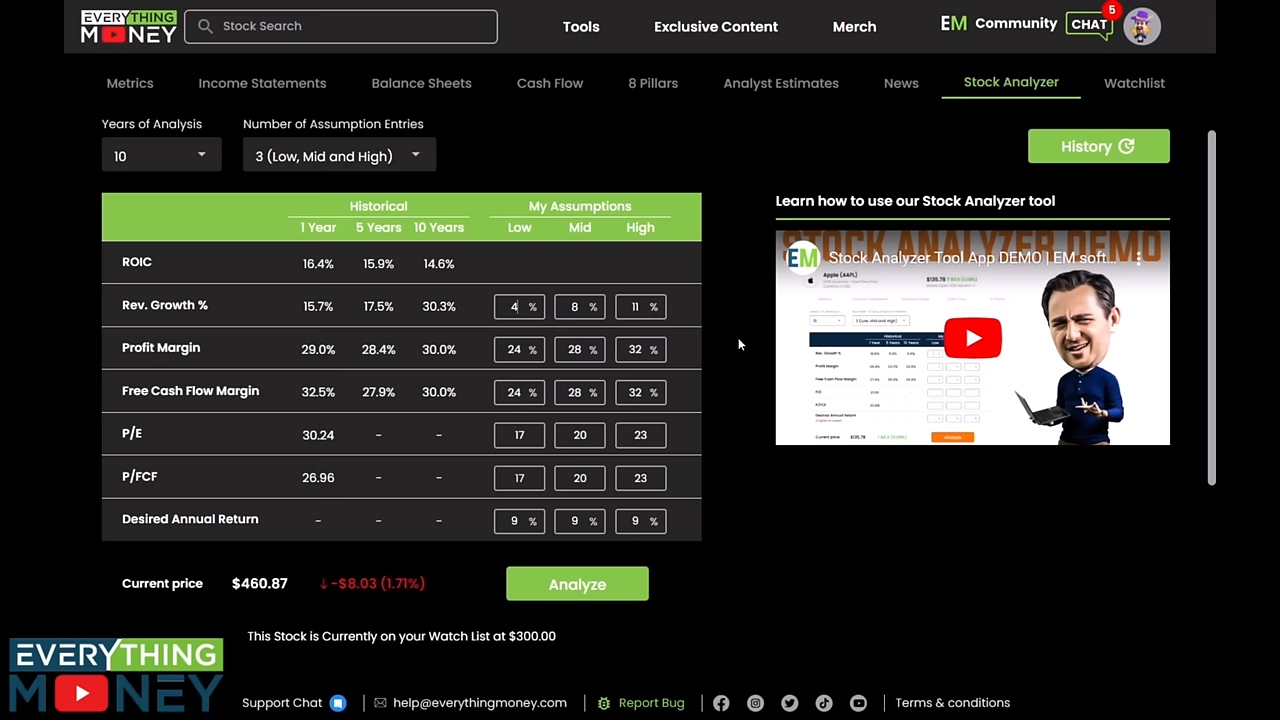 EVERYTHING
MONEY
Stock Search
Tools
Exclusive Content
Merch
EM Community
CHAT
5
Metrics
Income Statements
Balance Sheets
Cash Flow
8 Pillars
Analyst Estimates
News
Stock Analyzer
Watchlist
Years of Analysis
Number of Assumption Entries
10
3 (Low, Mid and High)
History
Learn how to use our Stock Analyzer tool
Historical My Assumptions
1 Year 5 Years 10 Years Low Mid High
ROIC 16.4% 15.9% 14.6%
Rev. Growth % 15.7% 17.5% 30.3% 4 % 8 % 11 %
Profit Margin 29.0% 28.4% 30.0% 24 % 28 % 32 %
Free Cash Flow Margin 32.5% 27.9% 30.0% 24 % 28 % 32 %
P/E 30.24 - - 17 20 23
P/FCF 26.96 - - 17 20 23
Desired Annual Return - - - 9 % 9 % 9 %
Current price $460.87 ↓ -$8.03 (1.71%)
Analyze
This Stock is Currently on your Watch List at $300.00
STOCK ANALYZER DEMO
EM
Stock Analyzer Tool App DEMO | EM soft...
Apple (AAPL)
$135.78
EVERYTHING
MONEY
Support Chat
help@everythingmoney.com
Report Bug
Terms & conditions